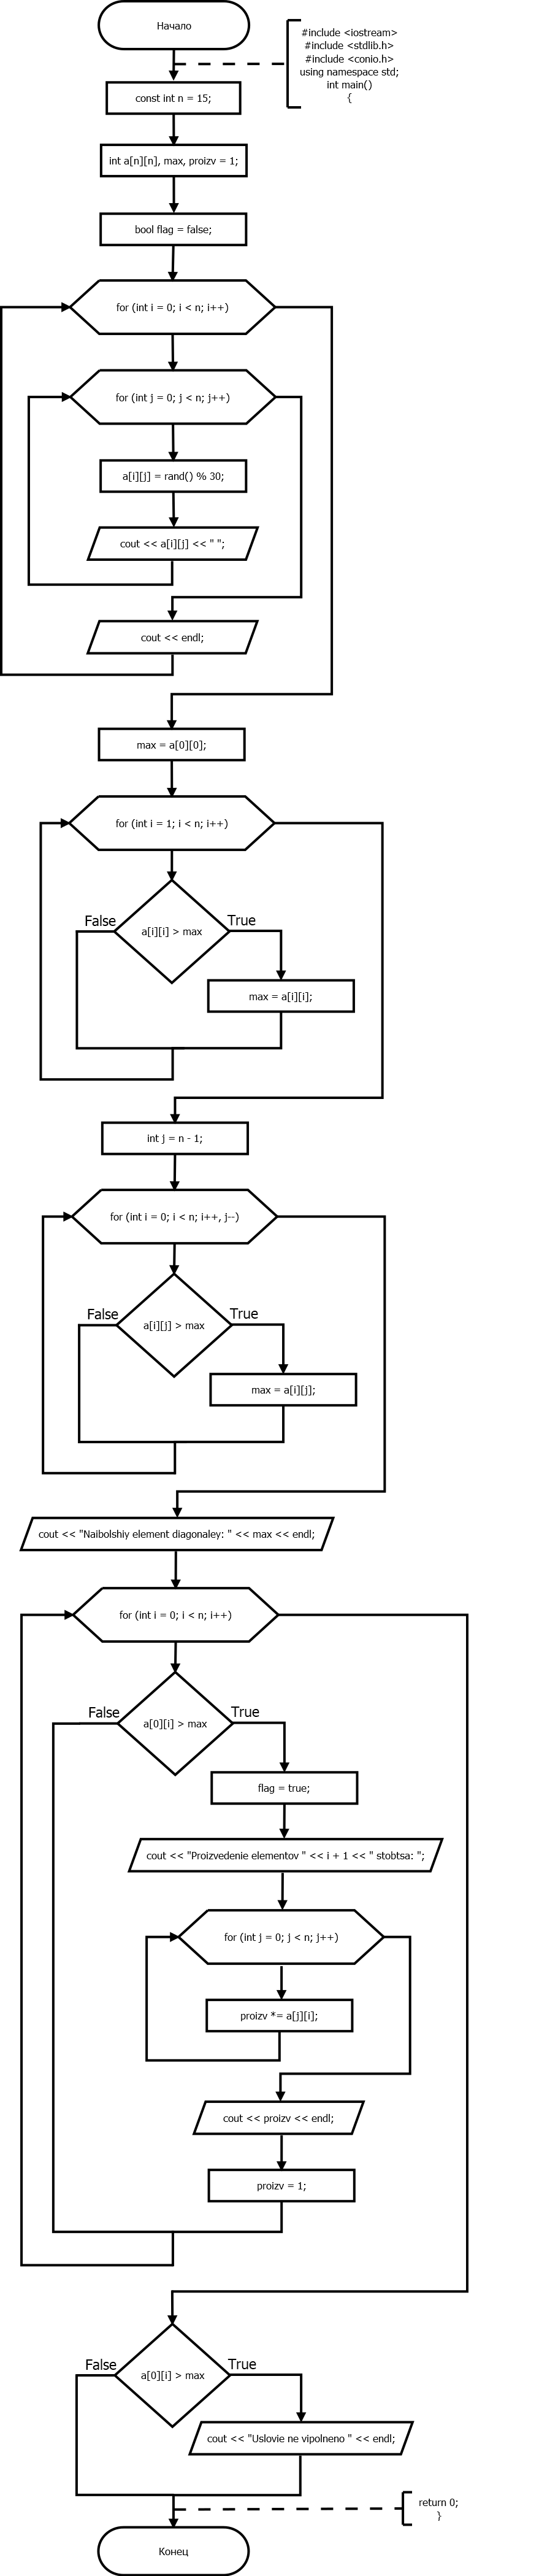 Начало
#include <iostream>
#include <stdlib.h>
#include <conio.h>
using namespace std;
int main()
{
const int n = 15;
int a[n][n], max, proizv = 1;
bool flag = false;
for (int i = 0; i < n; i++)
for (int j = 0; j < n; j++)
a[i][j] = rand() % 30;
cout << a[i][j] << " ";
cout << endl;
max = a[0][0];
for (int i = 1; i < n; i++)
False
True
a[i][i] > max
max = a[i][i];
int j = n - 1;
for (int i = 0; i < n; i++, j--)
False
True
a[i][j] > max
max = a[i][j];
cout << "Naibolshiy element diagonaley: " << max << endl;
for (int i = 0; i < n; i++)
False
True
a[0][i] > max
flag = true;
cout << "Proizvedenie elementov " << i + 1 << " stobtsa: ";
for (int j = 0; j < n; j++)
proizv *= a[j][i];
cout << proizv << endl;
proizv = 1;
False
True
a[0][i] > max
cout << "Uslovie ne vipolneno " << endl;
return 0;
}
Конец